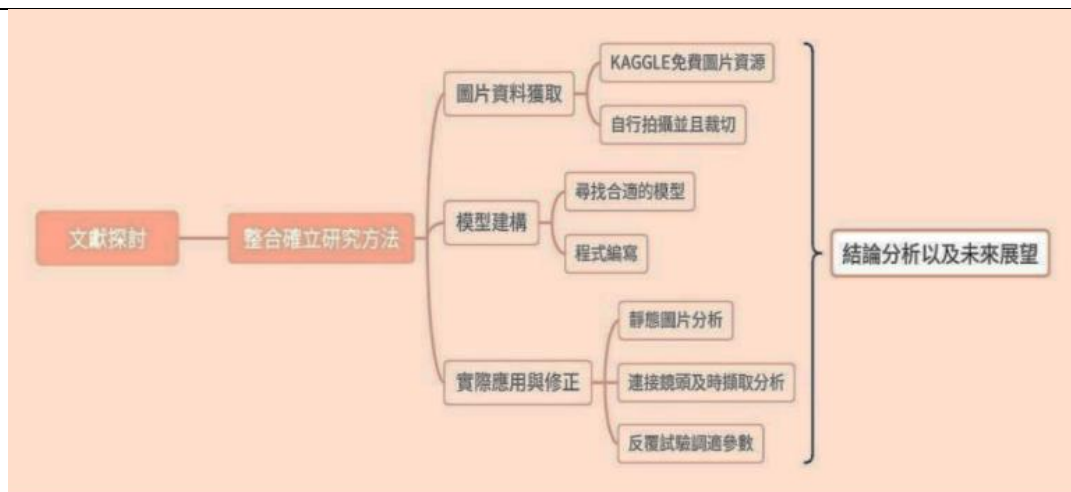 文獻探討
整合確立研究方法
圖片資料獲取
KAGGLE免費圖片資源
自行拍攝並且裁切
模型建構
尋找合適的模型
程式編寫
實際應用與修正
靜態圖片分析
連接鏡頭及時擷取分析
反覆試驗調適參數
結論分析以及未來展望